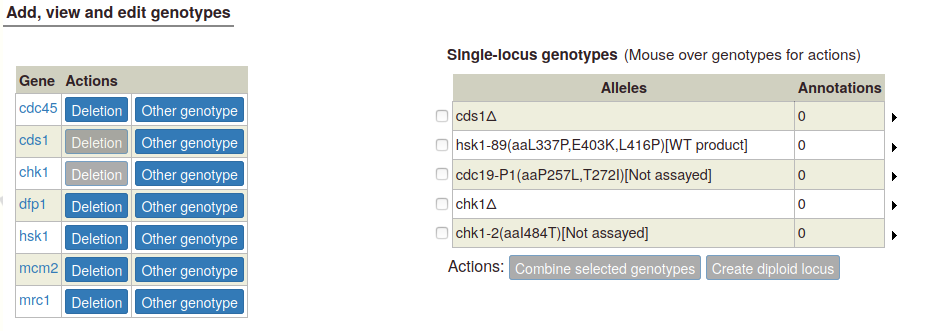 Add, view and edit genotypes
Gene Actions
cdc45 Deletion Other genotype
cds1 Deletion Other genotype
chk1 Deletion Other genotype
dfp1 Deletion Other genotype
hsk1 Deletion Other genotype
mcm2 Deletion Other genotype
mrc1 Deletion Other genotype
Single-locus genotypes (Mouse over genotypes for actions)
Alleles Annotations
cds1Δ 0
hsk1-89(aaL337P,E403K,L416P)[WT product] 0
cdc19-P1(aaP257L,T272I)[Not assayed] 0
chk1Δ 0
chk1-2(aaI484T)[Not assayed] 0
Actions: Combine selected genotypes Create diploid locus